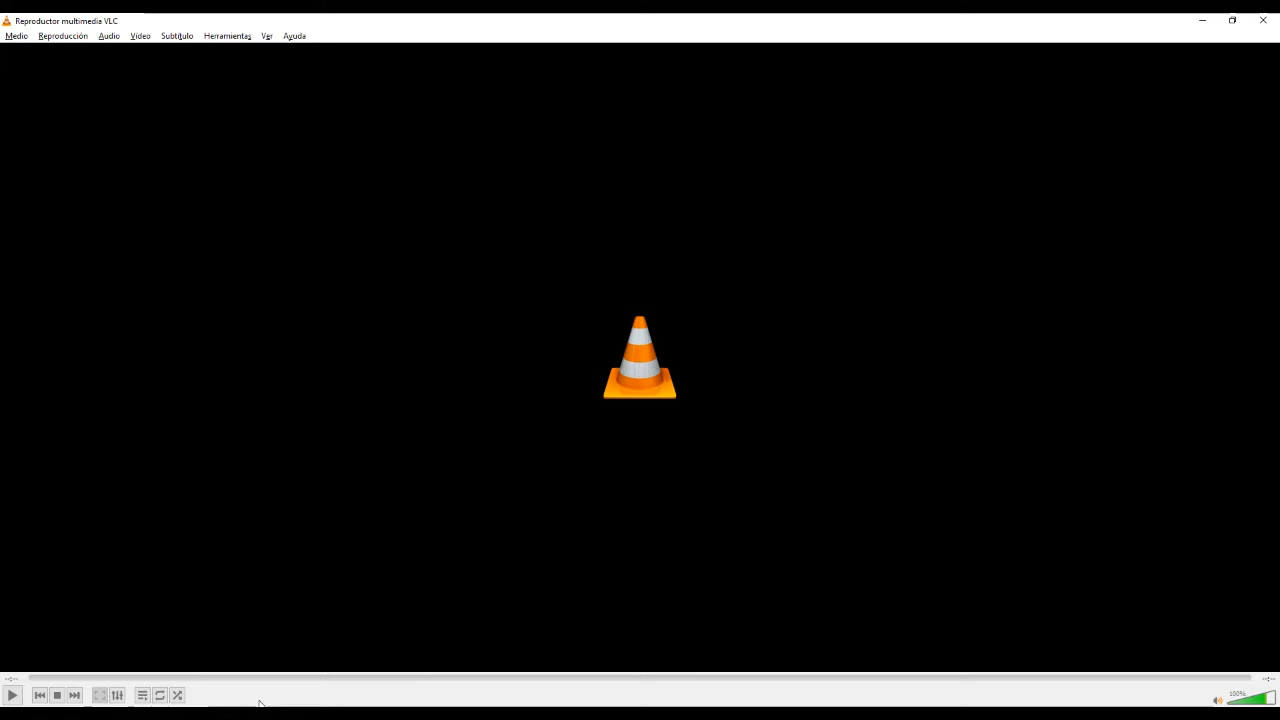 Reproductor multimedia VLC
Medio Reproducción Audio Vídeo Subtítulo Herramientas Ver Ayuda
--:-- --:--
100%